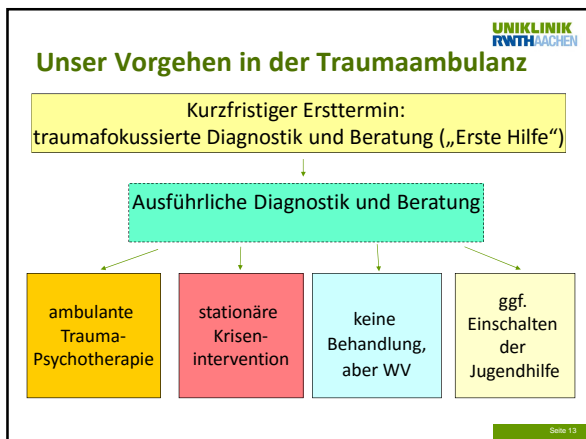 UNIKLINIK
RWTHAACHEN
Unser Vorgehen in der Traumaambulanz
Kurzfristiger Ersttermin:
traumafokussierte Diagnostik und Beratung („Erste Hilfe“)
Ausführliche Diagnostik und Beratung
ambulante
Trauma-
Psychotherapie
stationäre
Krisen-
intervention
keine
Behandlung,
aber WV
ggf.
Einschalten
der
Jugendhilfe
Seite 13